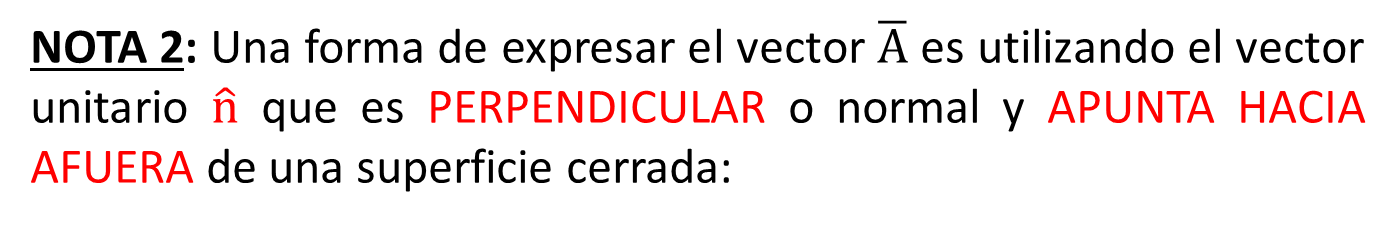 NOTA 2: Una forma de expresar el vector A̅ es utilizando el vector
unitario n̂ que es PERPENDICULAR o normal y APUNTA HACIA
AFUERA de una superficie cerrada: